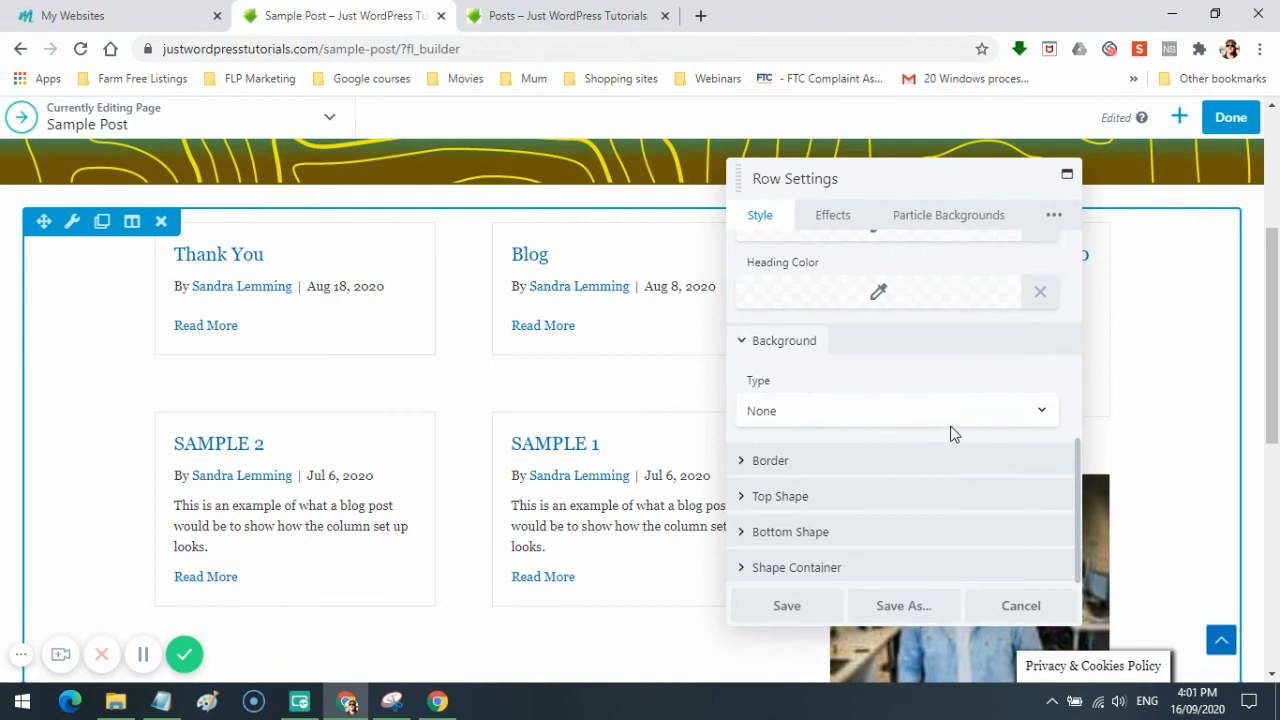 My Websites
Sample Post – Just WordPress Tu
Posts – Just WordPress Tutorials
justwordpresstutorials.com/sample-post/?fl_builder
Apps
Farm Free Listings
FLP Marketing
Google courses
Movies
Mum
Shopping sites
Webinars
FTC - FTC Complaint As...
20 Windows proces...
»
Other bookmarks
Currently Editing Page
Sample Post
Edited
Done
Row Settings
Style
Effects
Particle Backgrounds
Heading Color
Background
Type
None
Border
Top Shape
Bottom Shape
Shape Container
Save
Save As...
Cancel
Thank You
By Sandra Lemming | Aug 18, 2020
Read More
Blog
By Sandra Lemming | Aug 8, 2020
Read More
SAMPLE 2
By Sandra Lemming | Jul 6, 2020
This is an example of what a blog post
would be to show how the column set up
looks.
Read More
SAMPLE 1
By Sandra Lemming | Jul 6, 2020
This is an example of what a blog pos
would be to show how the column set
looks.
Read More
Privacy & Cookies Policy
ENG
4:01 PM
16/09/2020